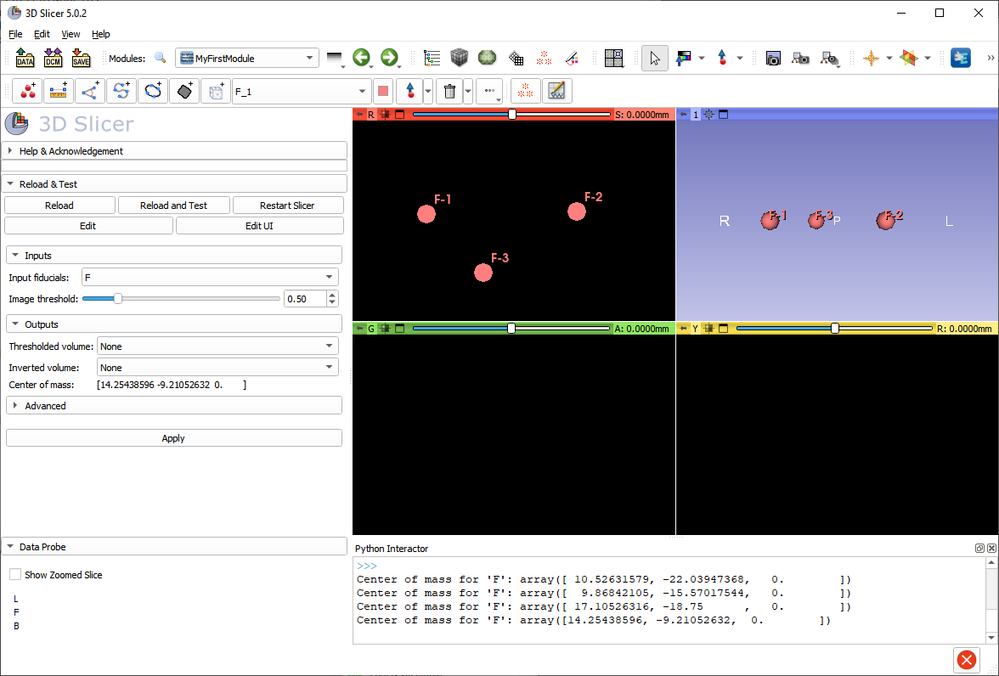 3D Slicer 5.0.2
File Edit View Help
DATA DCM SAVE Modules: MyFirstModule
F_1
3D Slicer
Help & Acknowledgement
Reload & Test
Reload Reload and Test Restart Slicer
Edit Edit UI
Inputs
Input fiducials: F
Image threshold: 0.50
Outputs
Thresholded volume: None
Inverted volume: None
Center of mass: [14.25438596 -9.21052632 0. ]
Advanced
Apply
Data Probe
Show Zoomed Slice
L
F
B
R S: 0.0000mm
F-1
F-2
F-3
1
R F-1 F-3 P F-2 L
G A: 0.0000mm
Y R: 0.0000mm
Python Interactor
>>>
Center of mass for 'F': array([ 10.52631579, -22.03947368, 0. ])
Center of mass for 'F': array([ 9.86842105, -15.57017544, 0. ])
Center of mass for 'F': array([ 17.10526316, -18.75 , 0. ])
Center of mass for 'F': array([14.25438596, -9.21052632, 0. ])